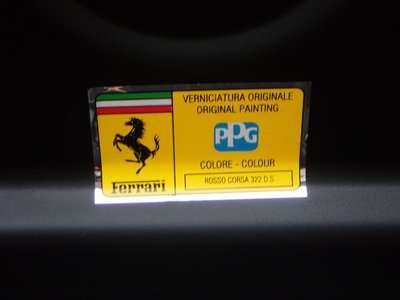 VERNICIATURA ORIGINALE
ORIGINAL PAINTING
PPG
COLORE - COLOUR
ROSSO CORSA 322 D.S.
Ferrari